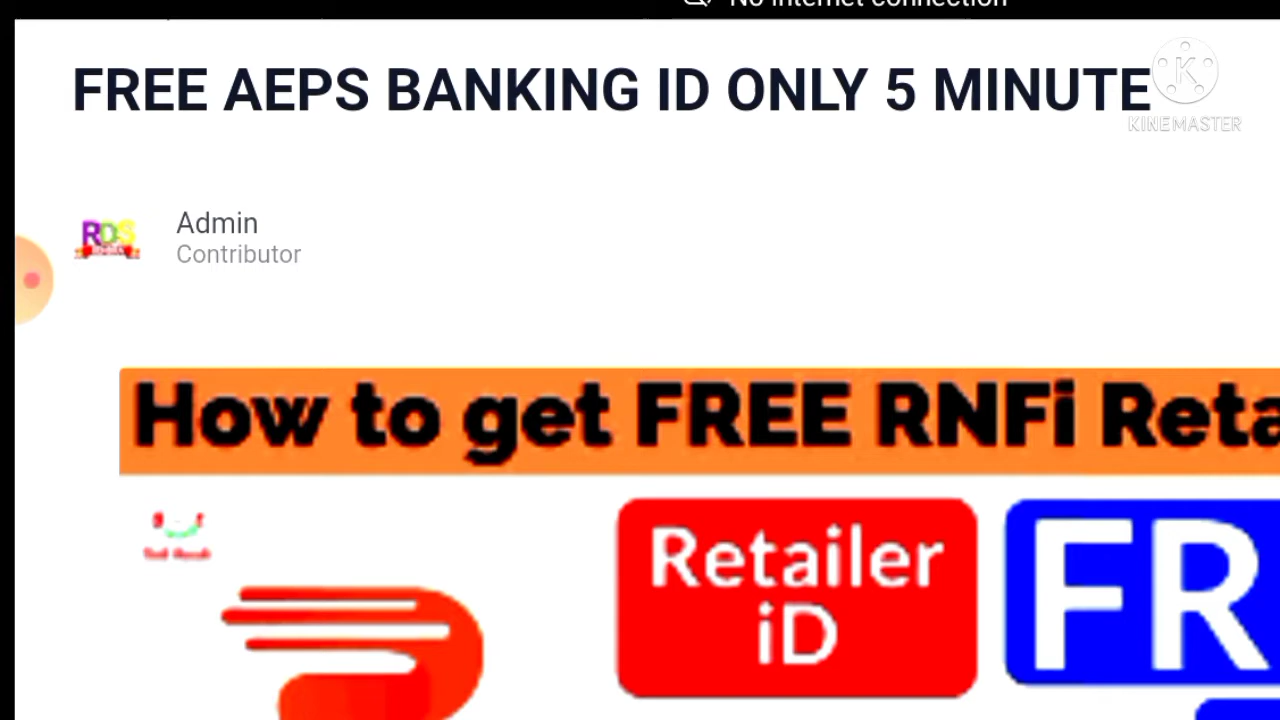 No internet connection
FREE AEPS BANKING ID ONLY 5 MINUTE
KINEMASTER
RDS
Admin
Contributor
How to get FREE RNFi Reta
Retailer
iD
FR